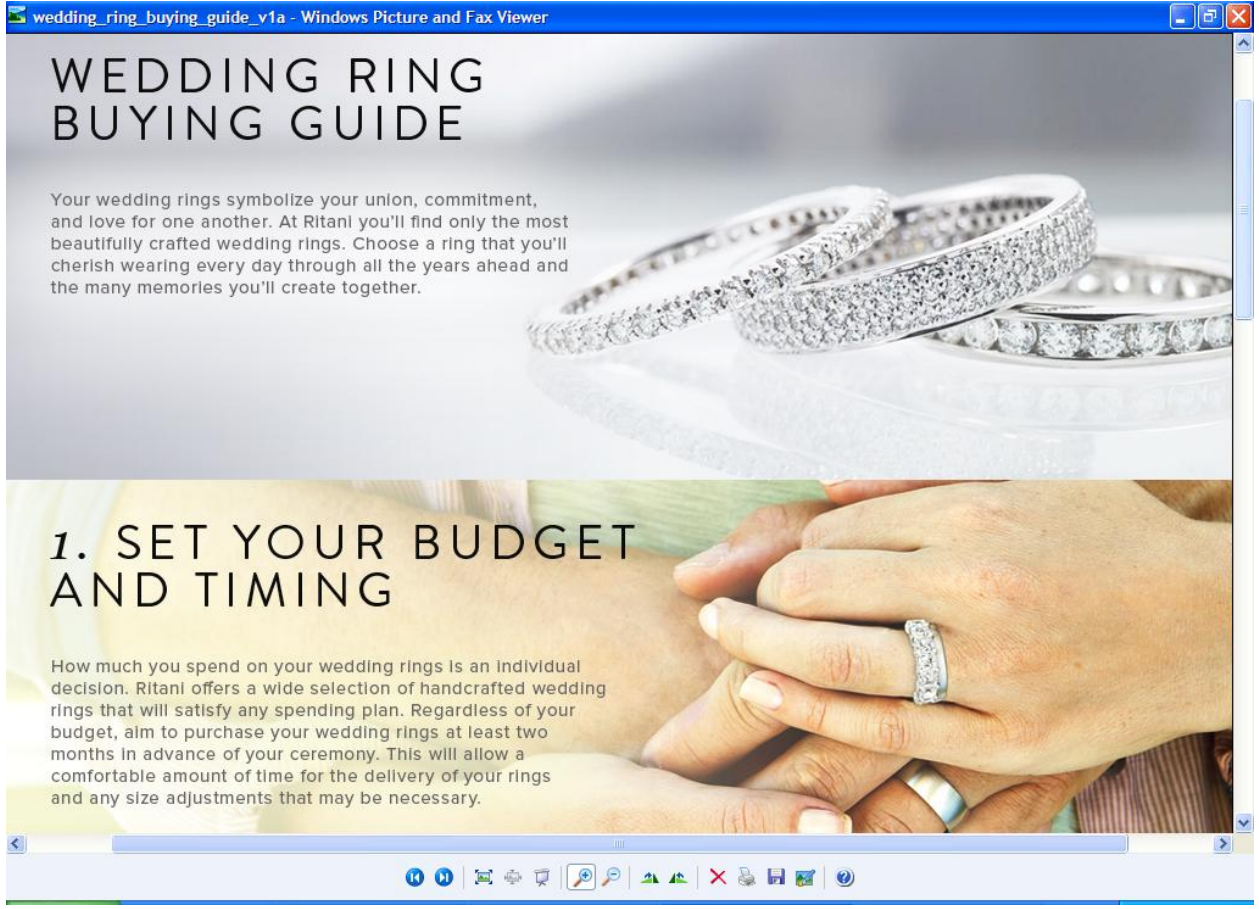 wedding_ring_buying_guide_v1a - Windows Picture and Fax Viewer
WEDDING RING
BUYING GUIDE
Your wedding rings symbolize your union, commitment,
and love for one another. At Ritani you'll find only the most
beautifully crafted wedding rings. Choose a ring that you'll
cherish wearing every day through all the years ahead and
the many memories you'll create together.
1. SET YOUR BUDGET
AND TIMING
How much you spend on your wedding rings is an individual
decision. Ritani offers a wide selection of handcrafted wedding
rings that will satisfy any spending plan. Regardless of your
budget, aim to purchase your wedding rings at least two
months in advance of your ceremony. This will allow a
comfortable amount of time for the delivery of your rings
and any size adjustments that may be necessary.